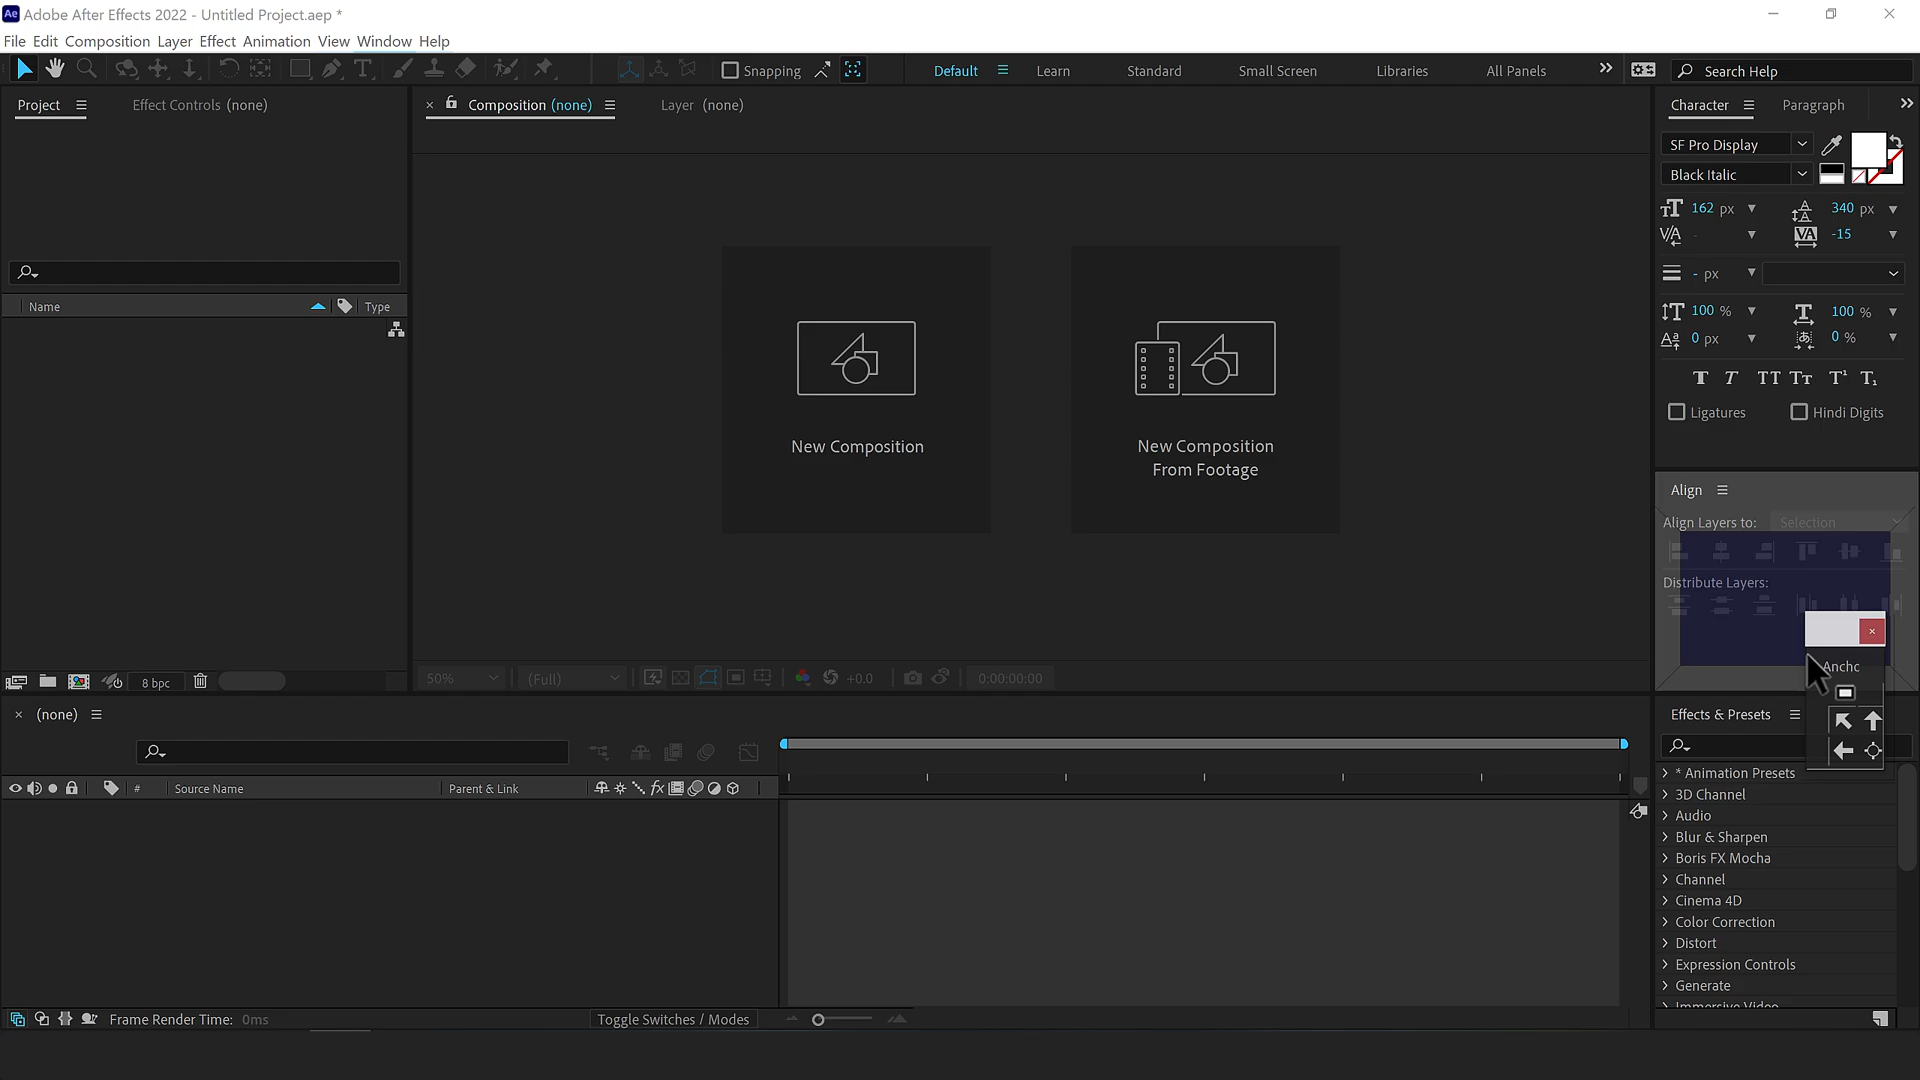 Adobe After Effects 2022 - Untitled Project.aep *
File Edit Composition Layer Effect Animation View Window Help
Snapping
Default
Learn
Standard
Small Screen
Libraries
All Panels
Search Help
Project
Effect Controls (none)
Composition (none)
Layer (none)
Character
Paragraph
SF Pro Display
Black Italic
162 px
340 px
-
-15
- px
100 %
100 %
0 px
0 %
Ligatures
Hindi Digits
Name
Type
New Composition
New Composition
From Footage
Align
Align Layers to:
Selection
Distribute Layers:
Ancho
8 bpc
50%
(Full)
+0.0
0:00:00:00
(none)
Effects & Presets
#
Source Name
Parent & Link
fx
* Animation Presets
3D Channel
Audio
Blur & Sharpen
Boris FX Mocha
Channel
Cinema 4D
Color Correction
Distort
Expression Controls
Generate
Immersive Video
Frame Render Time: 0ms
Toggle Switches / Modes